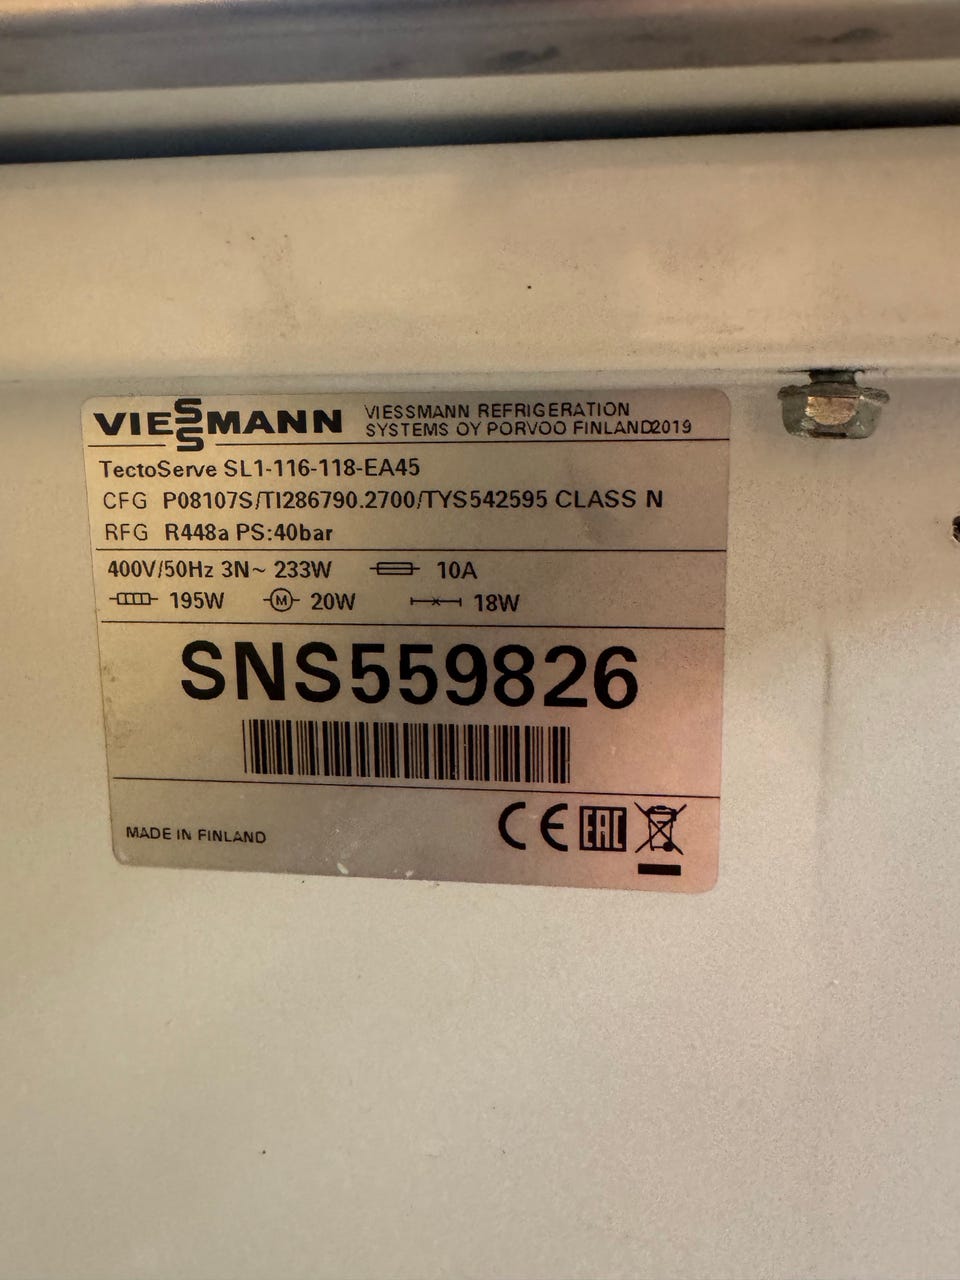 VIESSMANN
VIESSMANN REFRIGERATION
SYSTEMS OY PORVOO FINLAND2019
TectoServe SL1-116-118-EA45
CFG P08107S/TI286790.2700/TYS542595 CLASS N
RFG R448a PS:40bar
400V/50Hz 3N~ 233W 10A
195W M 20W 18W
SNS559826
MADE IN FINLAND CE EAC